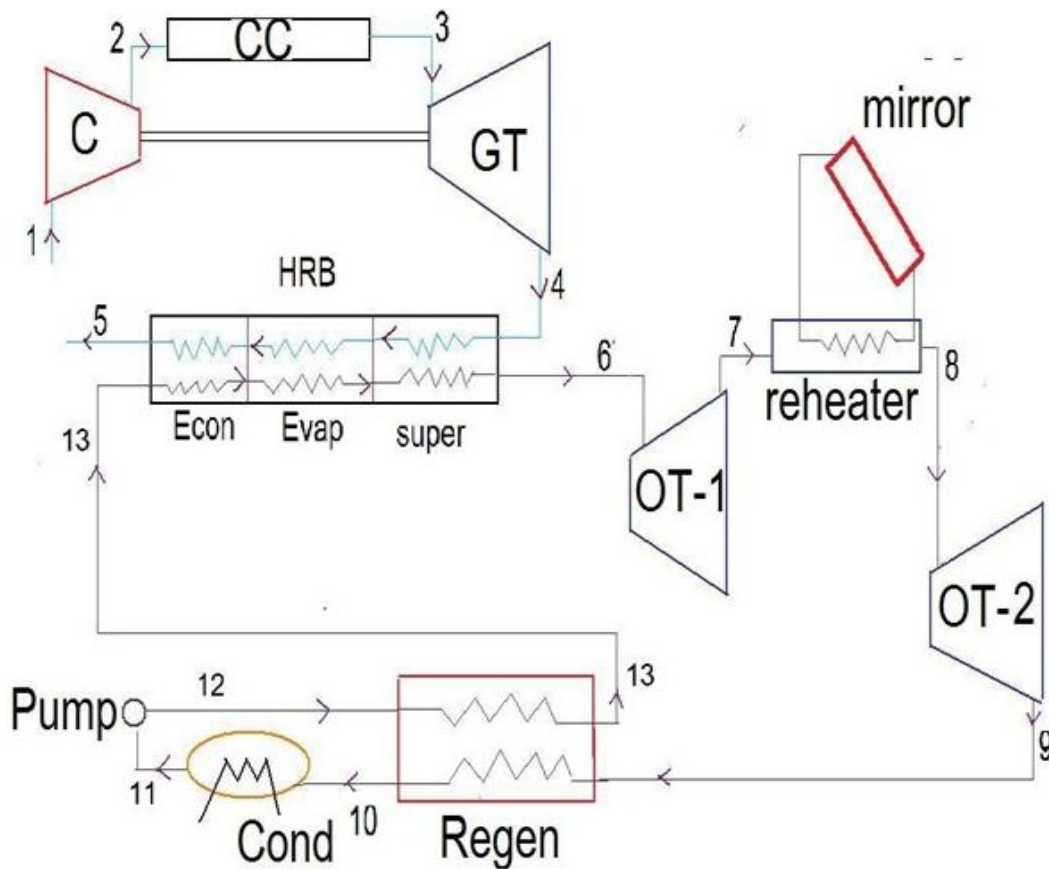 2
CC
3
C
GT
mirror
1
HRB
4
5
6
7
8
reheater
Econ
Evap
super
13
OT-1
OT-2
12
13
Pump
9
11
Cond
10
Regen